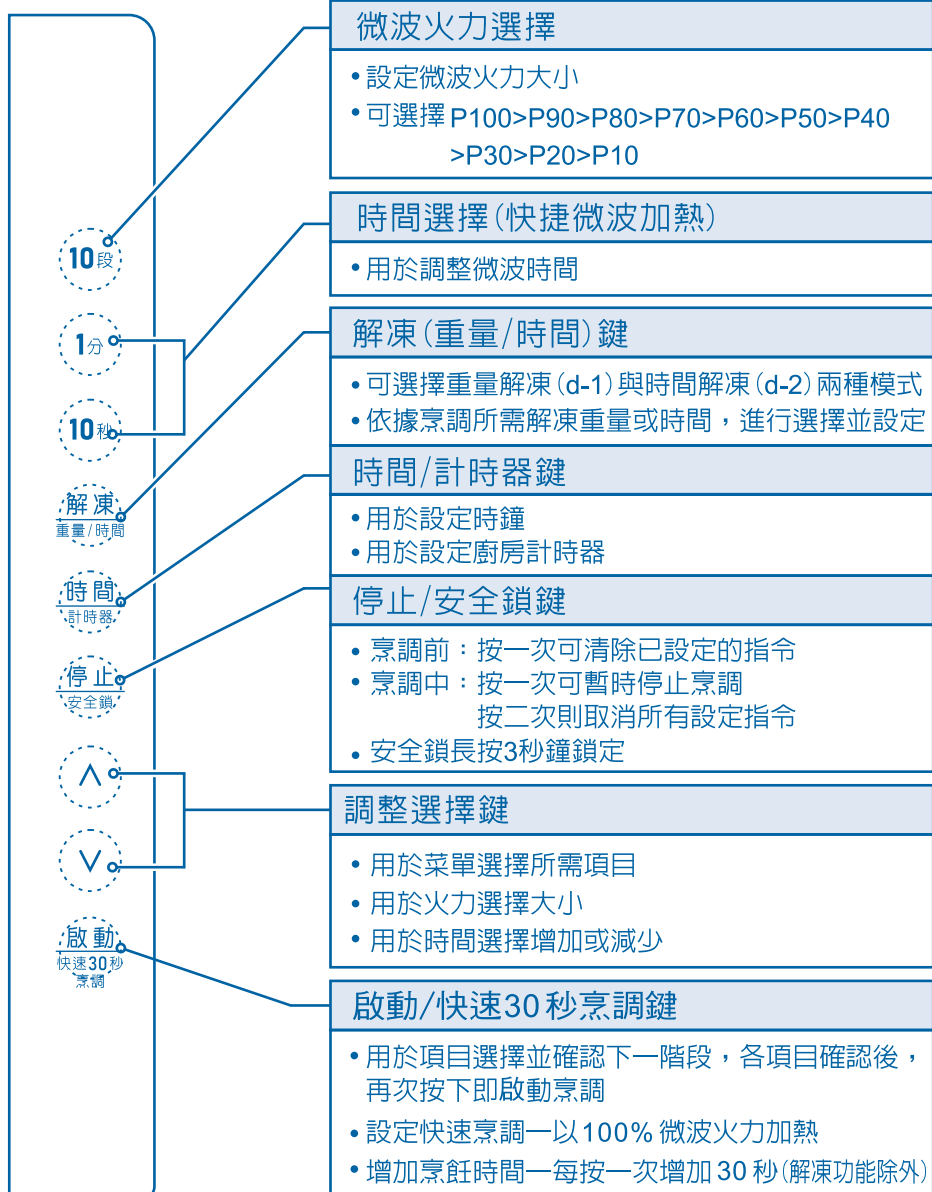 微波火力選擇
•設定微波火力大小
•可選擇P100>P90>P80>P70>P60>P50>P40
>P30>P20>P10
時間選擇(快捷微波加熱)
•用於調整微波時間
解凍(重量/時間)鍵
•可選擇重量解凍(d-1)與時間解凍(d-2)兩種模式
•依據烹調所需解凍重量或時間，進行選擇並設定
時間/計時器鍵
•用於設定時鐘
•用於設定廚房計時器
停止/安全鎖鍵
•烹調前：按一次可清除已設定的指令
•烹調中：按一次可暫時停止烹調
按二次則取消所有設定指令
•安全鎖長按3秒鐘鎖定
調整選擇鍵
•用於菜單選擇所需項目
•用於火力選擇大小
•用於時間選擇增加或減少
啟動/快速30秒烹調鍵
•用於項目選擇並確認下一階段，各項目確認後，
再次按下即啟動烹調
•設定快速烹調—以100%微波火力加熱
•增加烹飪時間—每按一次增加30秒(解凍功能除外)
10段
1分
10秒
解凍
重量/時間
時間
計時器
停止
安全鎖
啟動
快速30秒
烹調